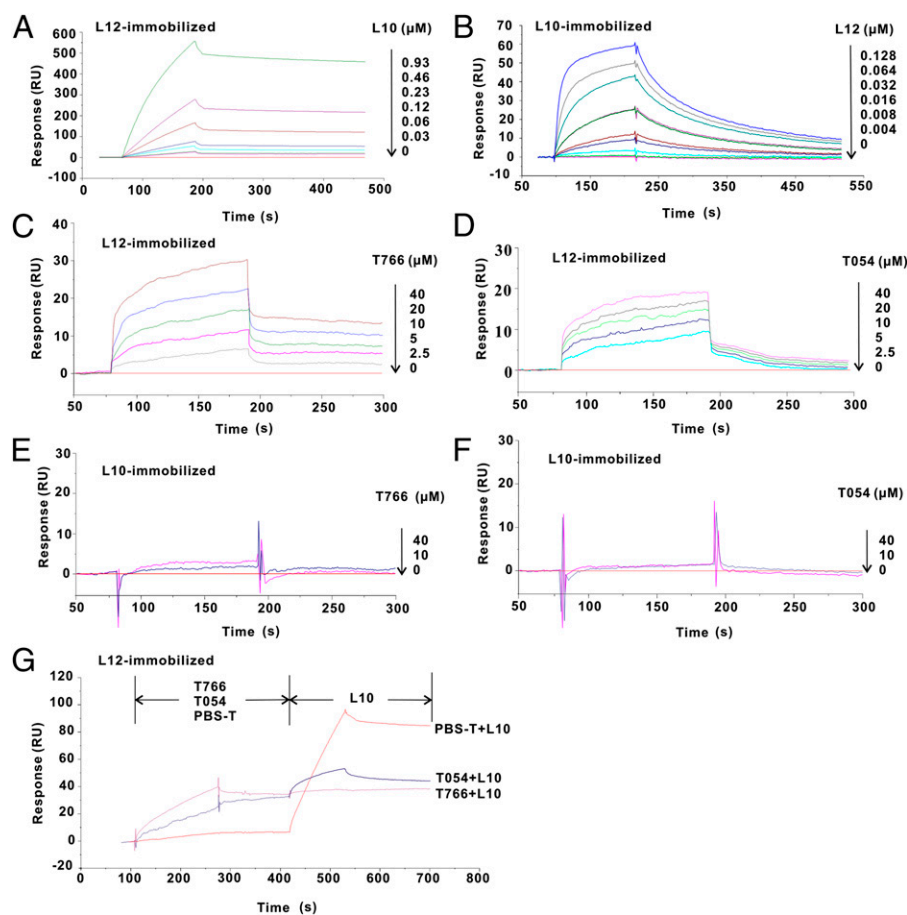 A
L12-immobilized
L10 (µM)
Response (RU)
600
500
400
300
200
100
0
-100
0
100
200
300
400
500
Time (s)
0.93
0.46
0.23
0.12
0.06
0.03
0
B
L10-immobilized
L12 (µM)
Response (RU)
70
60
50
40
30
20
10
0
10
50
150
250
350
450
550
Time (s)
0.128
0.064
0.032
0.016
0.008
0.004
0
C
L12-immobilized
T766 (µM)
Response (RU)
40
30
20
10
0
50
100
150
200
250
300
Time (s)
40
20
10
5
2.5
0
D
L12-immobilized
T054 (µM)
Response (RU)
30
20
10
0
50
100
150
200
250
300
Time (s)
40
20
10
5
2.5
0
E
L10-immobilized
T766 (µM)
Response (RU)
30
20
10
0
50
100
150
200
250
300
Time (s)
40
10
0
F
L10-immobilized
T054 (µM)
Response (RU)
30
20
10
0
50
100
150
200
250
300
Time (s)
40
10
0
G
L12-immobilized
T766
T054
PBS-T
L10
Response (RU)
120
100
80
60
40
20
0
-20
0
100
200
300
400
500
600
700
800
Time (s)
PBS-T+L10
T054+L10
T766+L10